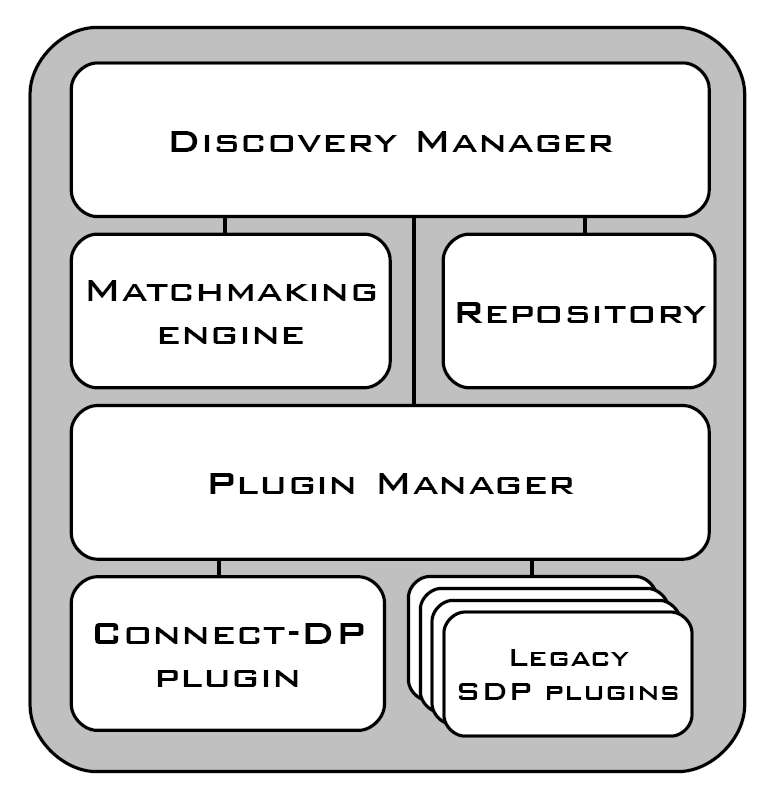 Discovery Manager
Matchmaking
engine
Repository
Plugin Manager
Connect-DP
plugin
Legacy
SDP plugins